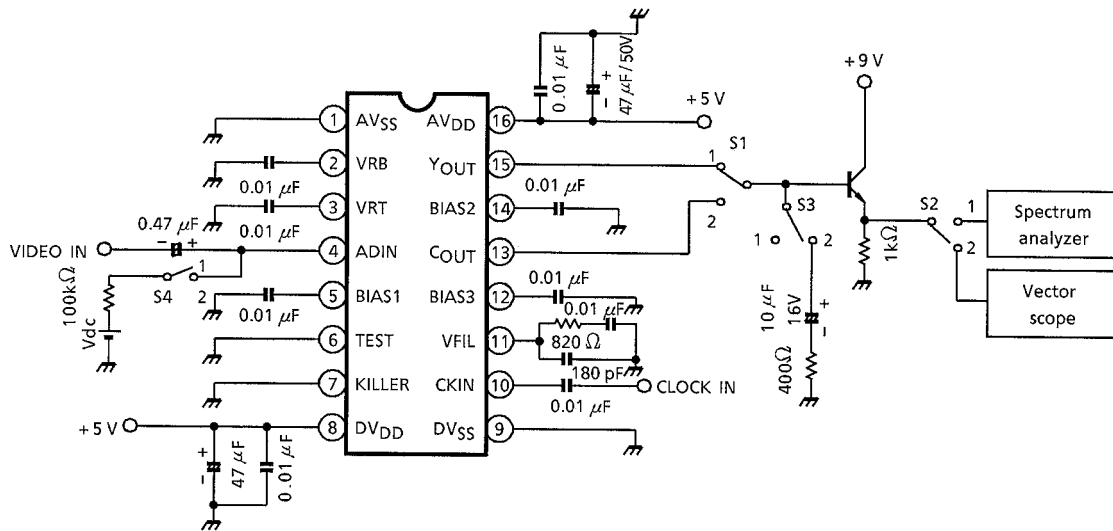 0.01 μF
47 μF/50V
+
-
+9 V
+5 V
1 AVSS
AVDD 16
2 VRB
0.01 μF
YOUT 15
S1
1
2
3 VRT
0.01 μF
BIAS2 14
0.01 μF
S3
1
2
S2
1
2
Spectrum
analyzer
1kΩ
0.47 μF
VIDEO IN
-
+
4 ADIN
COUT 13
S4
1
2
100kΩ
Vdc
5 BIAS1
0.01 μF
BIAS3 12
0.01 μF
0.01 μF
Vector
scope
10 μF
16V
+
-
400Ω
6 TEST
VFIL 11
820 Ω
180 pF
7 KILLER
CKIN 10
0.01 μF
CLOCK IN
+5 V
8 DVDD
DVSS 9
+
-
47 μF
0.01 μF